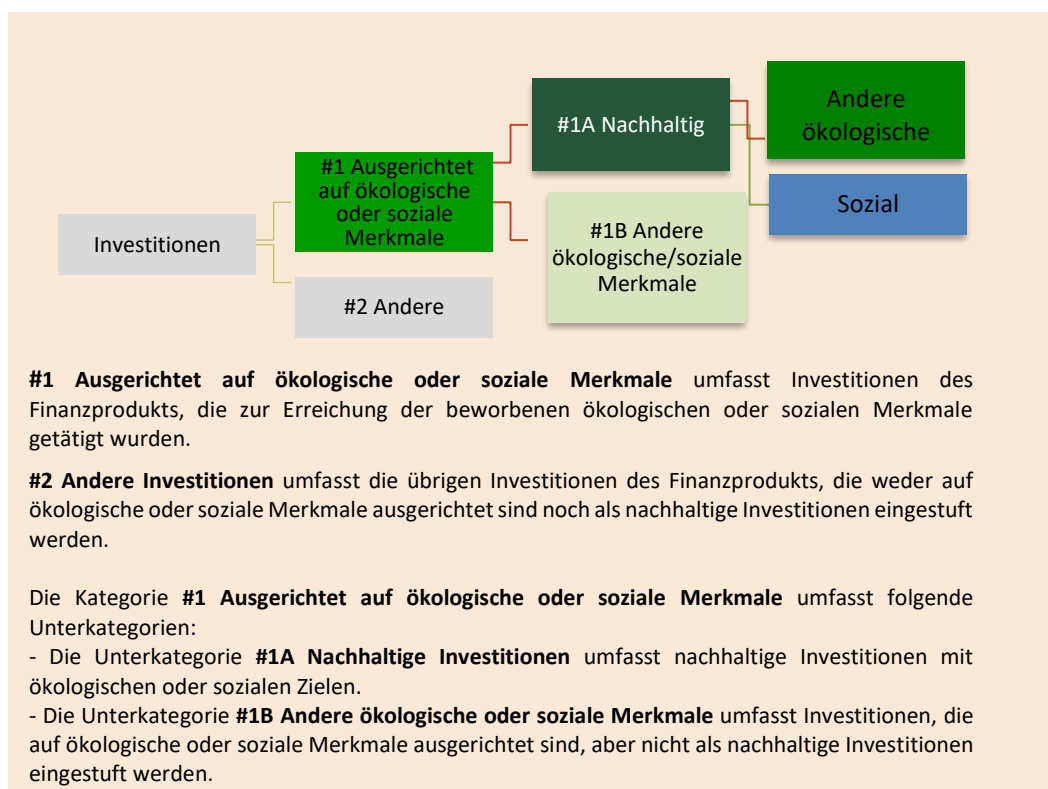 Investitionen
#1 Ausgerichtet
auf ökologische
oder soziale
Merkmale
#2 Andere
#1A Nachhaltig
#1B Andere
ökologische/soziale
Merkmale
Andere
ökologische
Sozial
#1 Ausgerichtet auf ökologische oder soziale Merkmale umfasst Investitionen des
Finanzprodukts, die zur Erreichung der beworbenen ökologischen oder sozialen Merkmale
getätigt wurden.
#2 Andere Investitionen umfasst die übrigen Investitionen des Finanzprodukts, die weder auf
ökologische oder soziale Merkmale ausgerichtet sind noch als nachhaltige Investitionen eingestuft
werden.
Die Kategorie #1 Ausgerichtet auf ökologische oder soziale Merkmale umfasst folgende
Unterkategorien:
- Die Unterkategorie #1A Nachhaltige Investitionen umfasst nachhaltige Investitionen mit
ökologischen oder sozialen Zielen.
- Die Unterkategorie #1B Andere ökologische oder soziale Merkmale umfasst Investitionen, die
auf ökologische oder soziale Merkmale ausgerichtet sind, aber nicht als nachhaltige Investitionen
eingestuft werden.